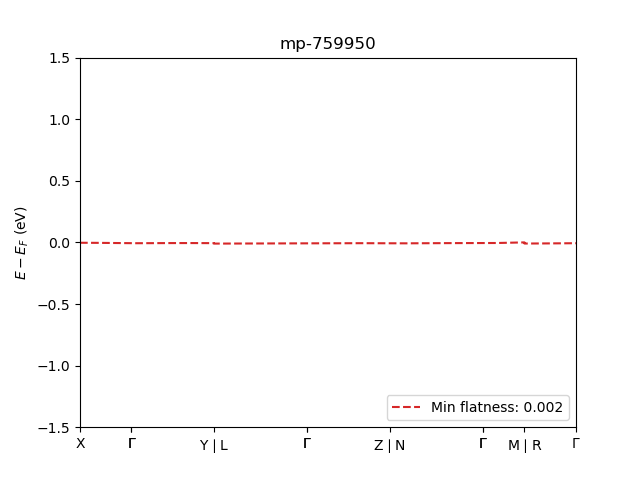 mp-759950
1.5
1.0
0.5
0.0
−0.5
−1.0
−1.5
E − E_F (eV)
Min flatness: 0.002
X Γ Y | L Γ Z | N Γ M | R Γ